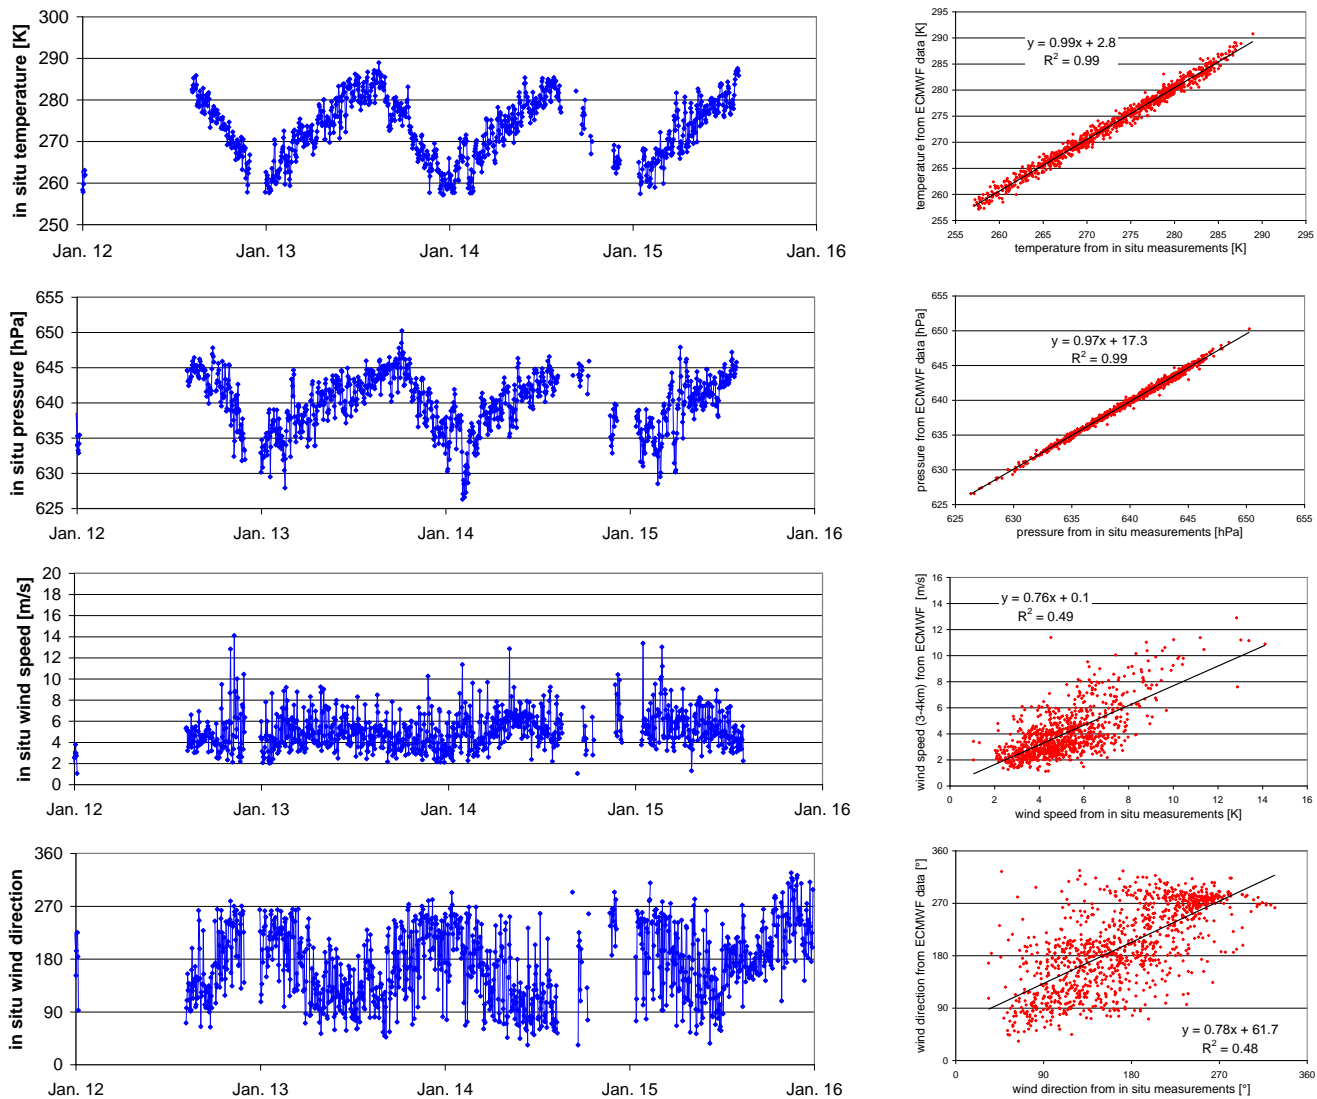 in situ temperature [K]
300
290
280
270
260
250
Jan. 12
Jan. 13
Jan. 14
Jan. 15
Jan. 16
temperature from ECMWF data [K]
295
290
285
280
275
270
265
260
255
y = 0.99x + 2.8
R² = 0.99
255
260
265
270
275
280
285
290
295
temperature from in situ measurements [K]
in situ pressure [hPa]
655
650
645
640
635
630
625
Jan. 12
Jan. 13
Jan. 14
Jan. 15
Jan. 16
pressure from ECMWF data [hPa]
655
650
645
640
635
630
625
y = 0.97x + 17.3
R² = 0.99
625
630
635
640
645
650
655
pressure from in situ measurements [hPa]
in situ wind speed [m/s]
20
18
16
14
12
10
8
6
4
2
0
Jan. 12
Jan. 13
Jan. 14
Jan. 15
Jan. 16
wind speed (3-4km) from ECMWF [m/s]
16
14
12
10
8
6
4
2
0
y = 0.76x + 0.1
R² = 0.49
0
2
4
6
8
10
12
14
16
wind speed from in situ measurements [K]
in situ wind direction
360
270
180
90
0
Jan. 12
Jan. 13
Jan. 14
Jan. 15
Jan. 16
wind direction from ECMWF data [°]
360
270
180
90
0
y = 0.78x + 61.7
R² = 0.48
0
90
180
270
360
wind direction from in situ measurements [°]